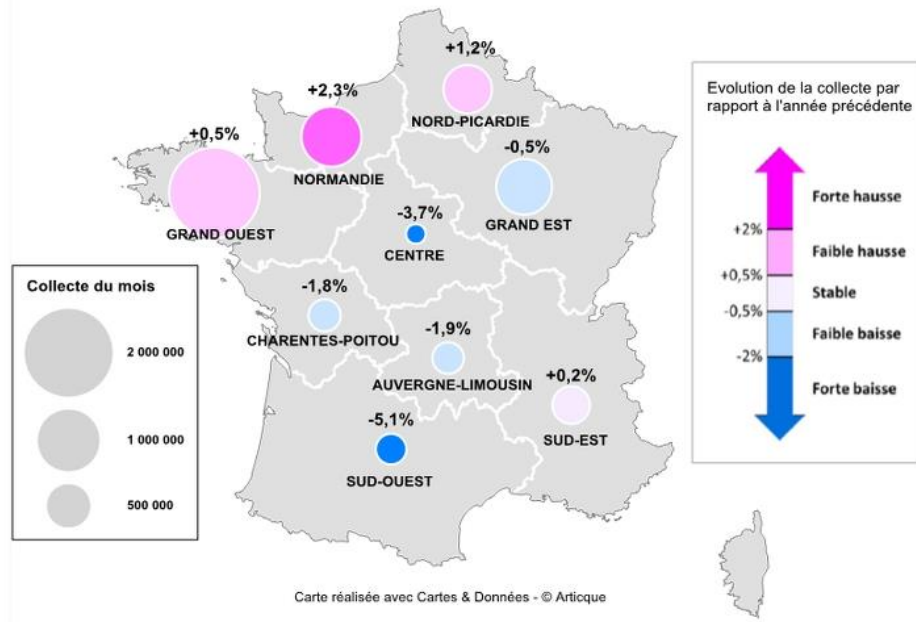 +1,2%
NORD-PICARDIE
+2,3%
NORMANDIE
+0,5%
GRAND OUEST
-0,5%
GRAND EST
-3,7%
CENTRE
-1,8%
CHARENTES-POITOU
-1,9%
AUVERGNE-LIMOUSIN
+0,2%
SUD-EST
-5,1%
SUD-OUEST
Evolution de la collecte par
rapport à l'année précédente
Forte hausse
+2%
Faible hausse
+0,5%
Stable
-0,5%
Faible baisse
-2%
Forte baisse
Collecte du mois
2 000 000
1 000 000
500 000
Carte réalisée avec Cartes & Données - © Articque